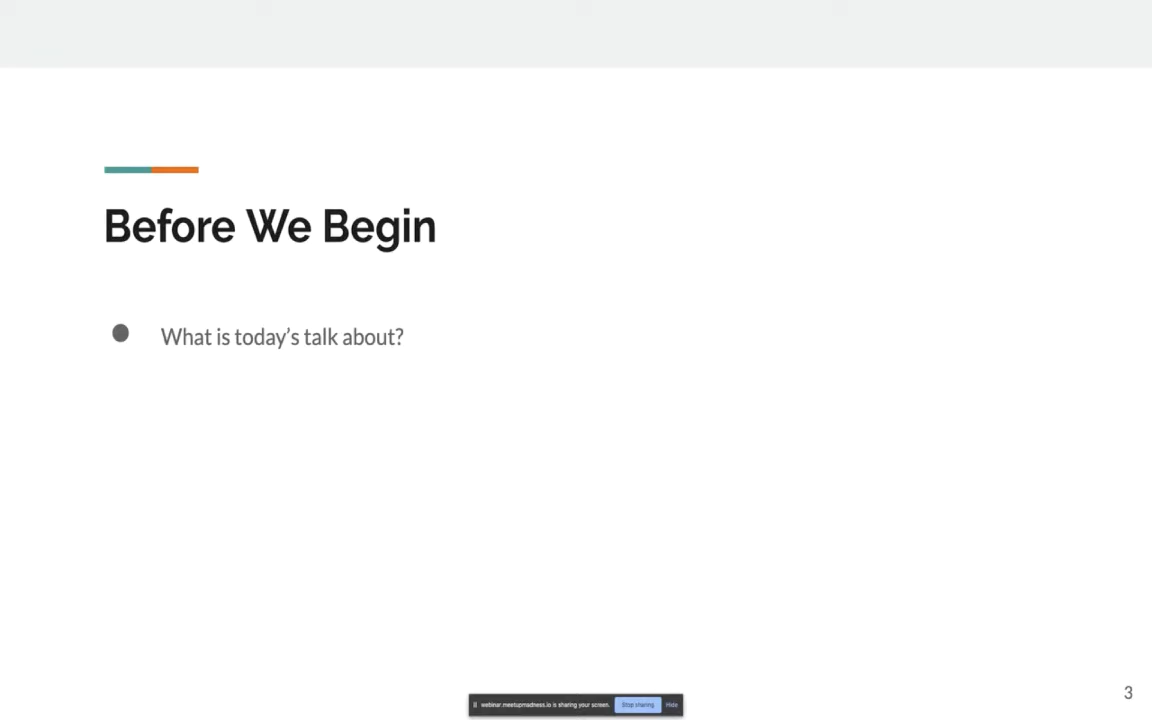 Before We Begin
What is today's talk about?
3
webinar.meetupmadness.io is sharing your screen. Stop sharing Hide